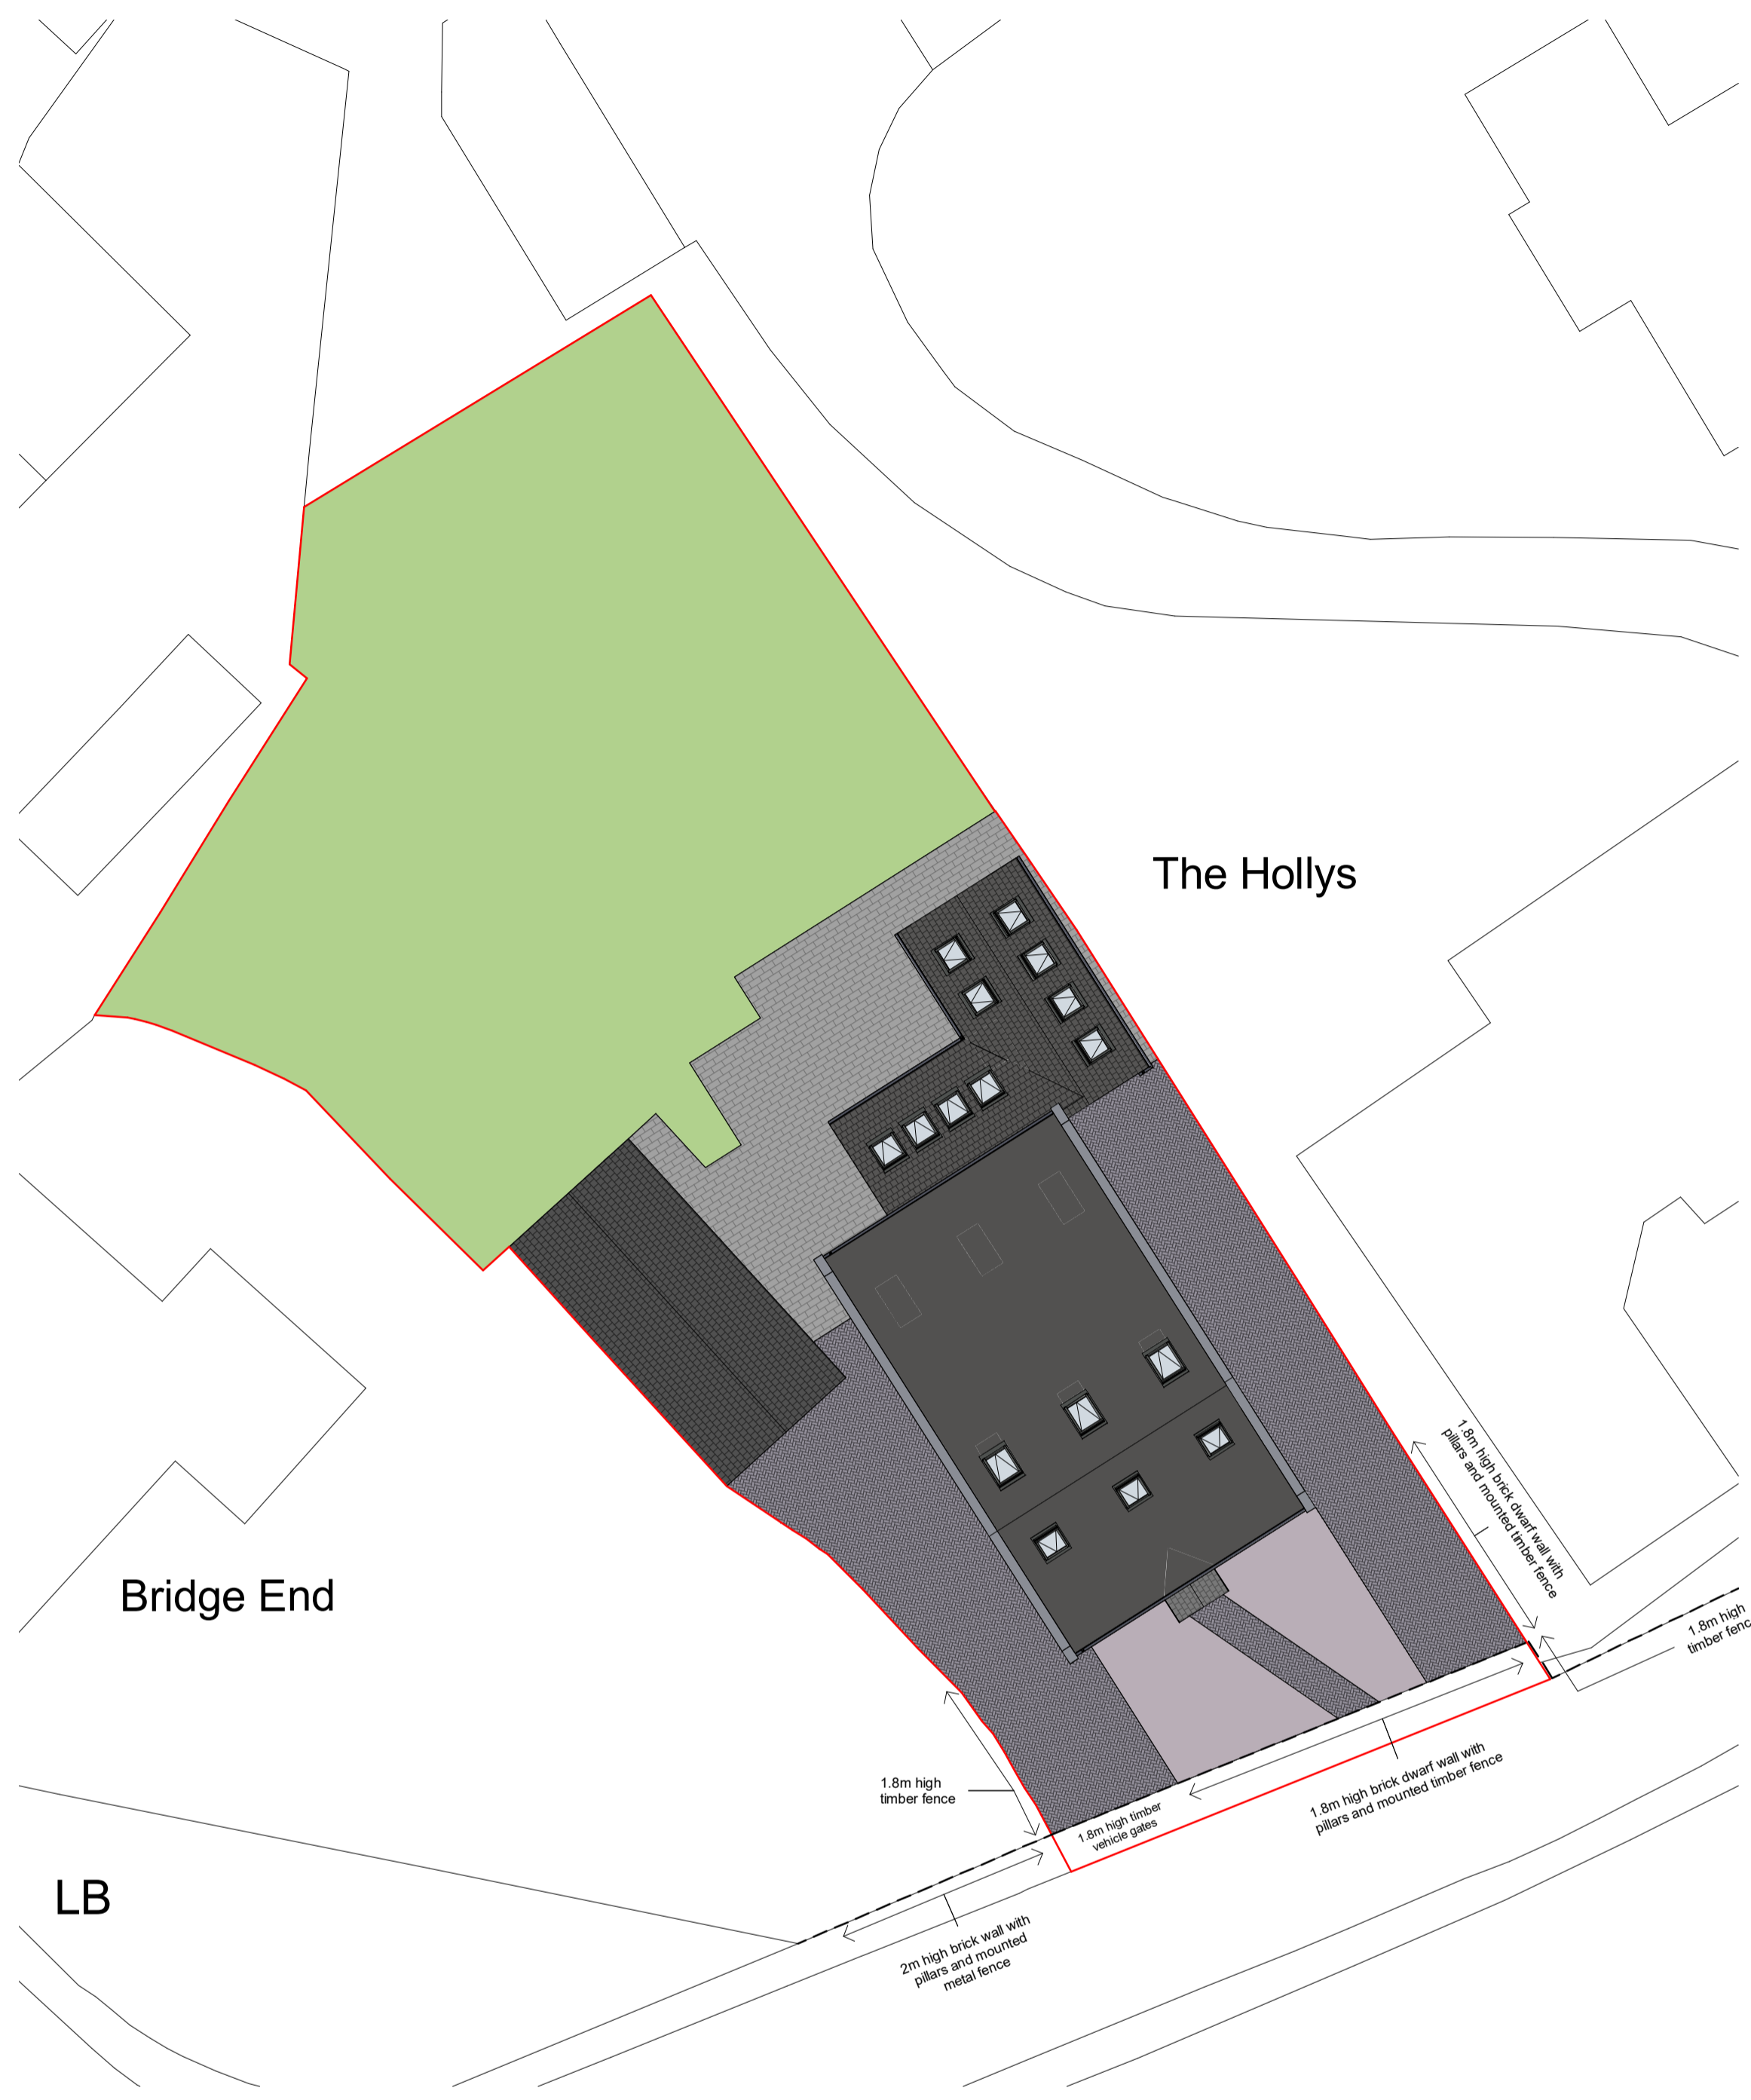 The Hollys
1.8m high brick dwarf wall with
pillars and mounted timber fence
Bridge End
1.8m high
timber fenc
1.8m high
timber fence
1.8m high timber
vehicle gates
1.8m high brick dwarf wall with
pillars and mounted timber fence
LB
2m high brick wall with
pillars and mounted
metal fence